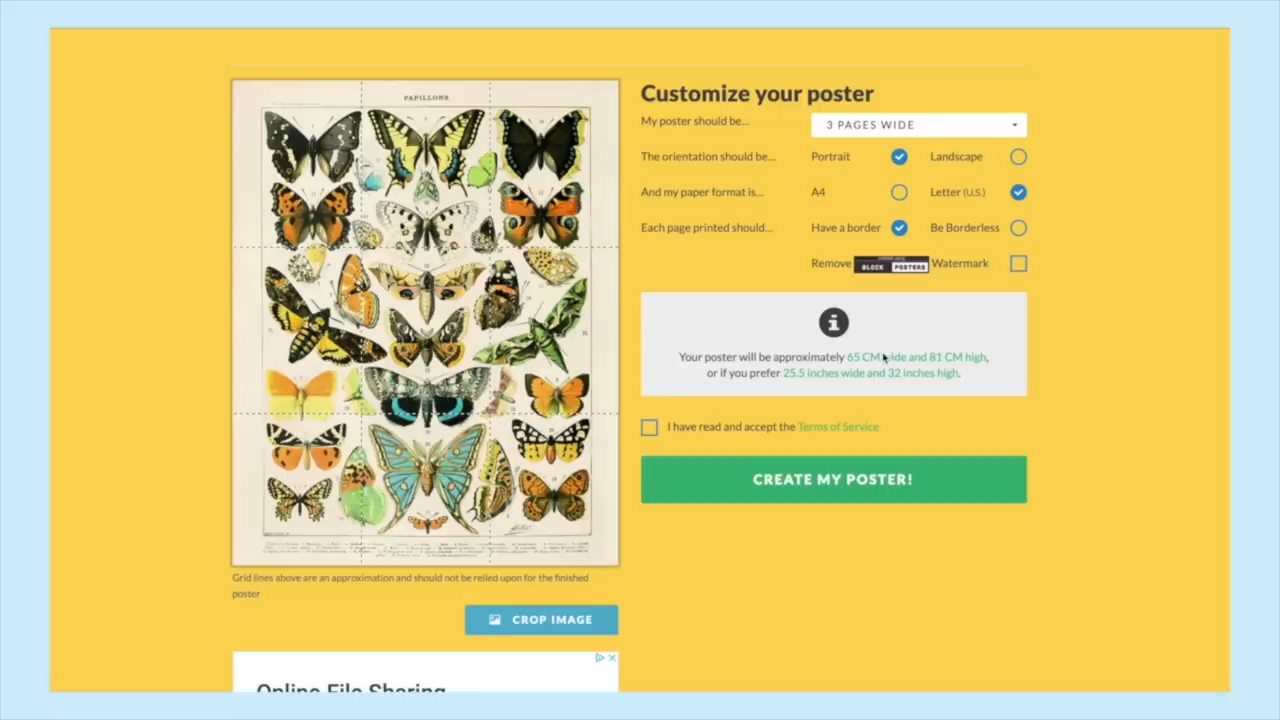 PAPILLONS
Customize your poster
My poster should be...
3 PAGES WIDE
The orientation should be...
Portrait
Landscape
And my paper format is...
A4
Letter (U.S.)
Each page printed should...
Have a border
Be Borderless
Remove BLOCK POSTERS Watermark
Your poster will be approximately 65 CM wide and 81 CM high,
or if you prefer 25.5 inches wide and 32 inches high.
I have read and accept the Terms of Service
CREATE MY POSTER!
Grid lines above are an approximation and should not be relied upon for the finished
poster
CROP IMAGE
Online File Sharing